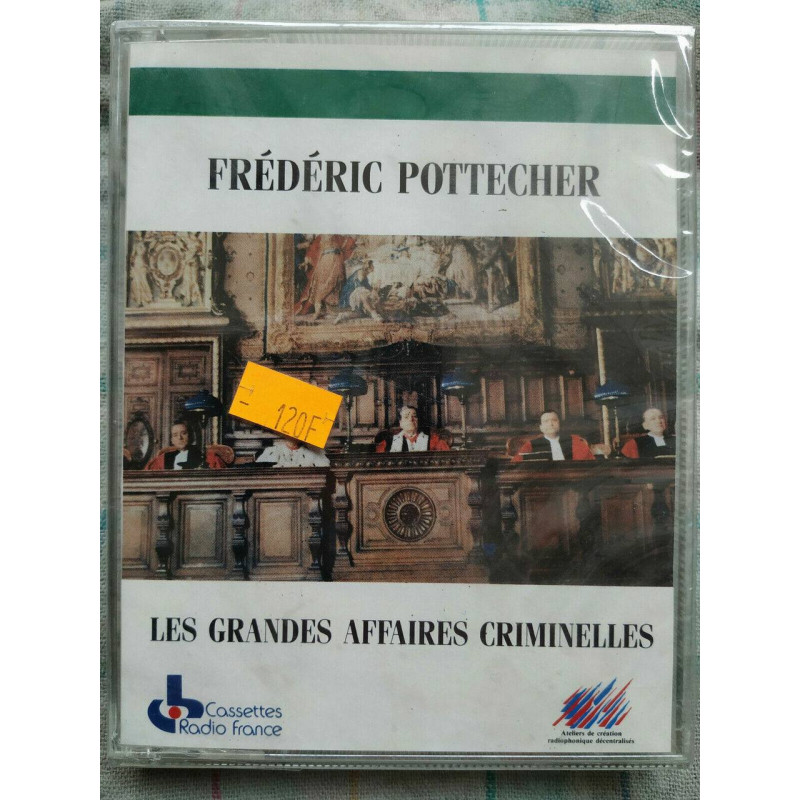 FRÉDÉRIC POTTECHER
120F
LES GRANDES AFFAIRES CRIMINELLES
Cassettes
Radio france
Ateliers de création
radiophonique décentralisés